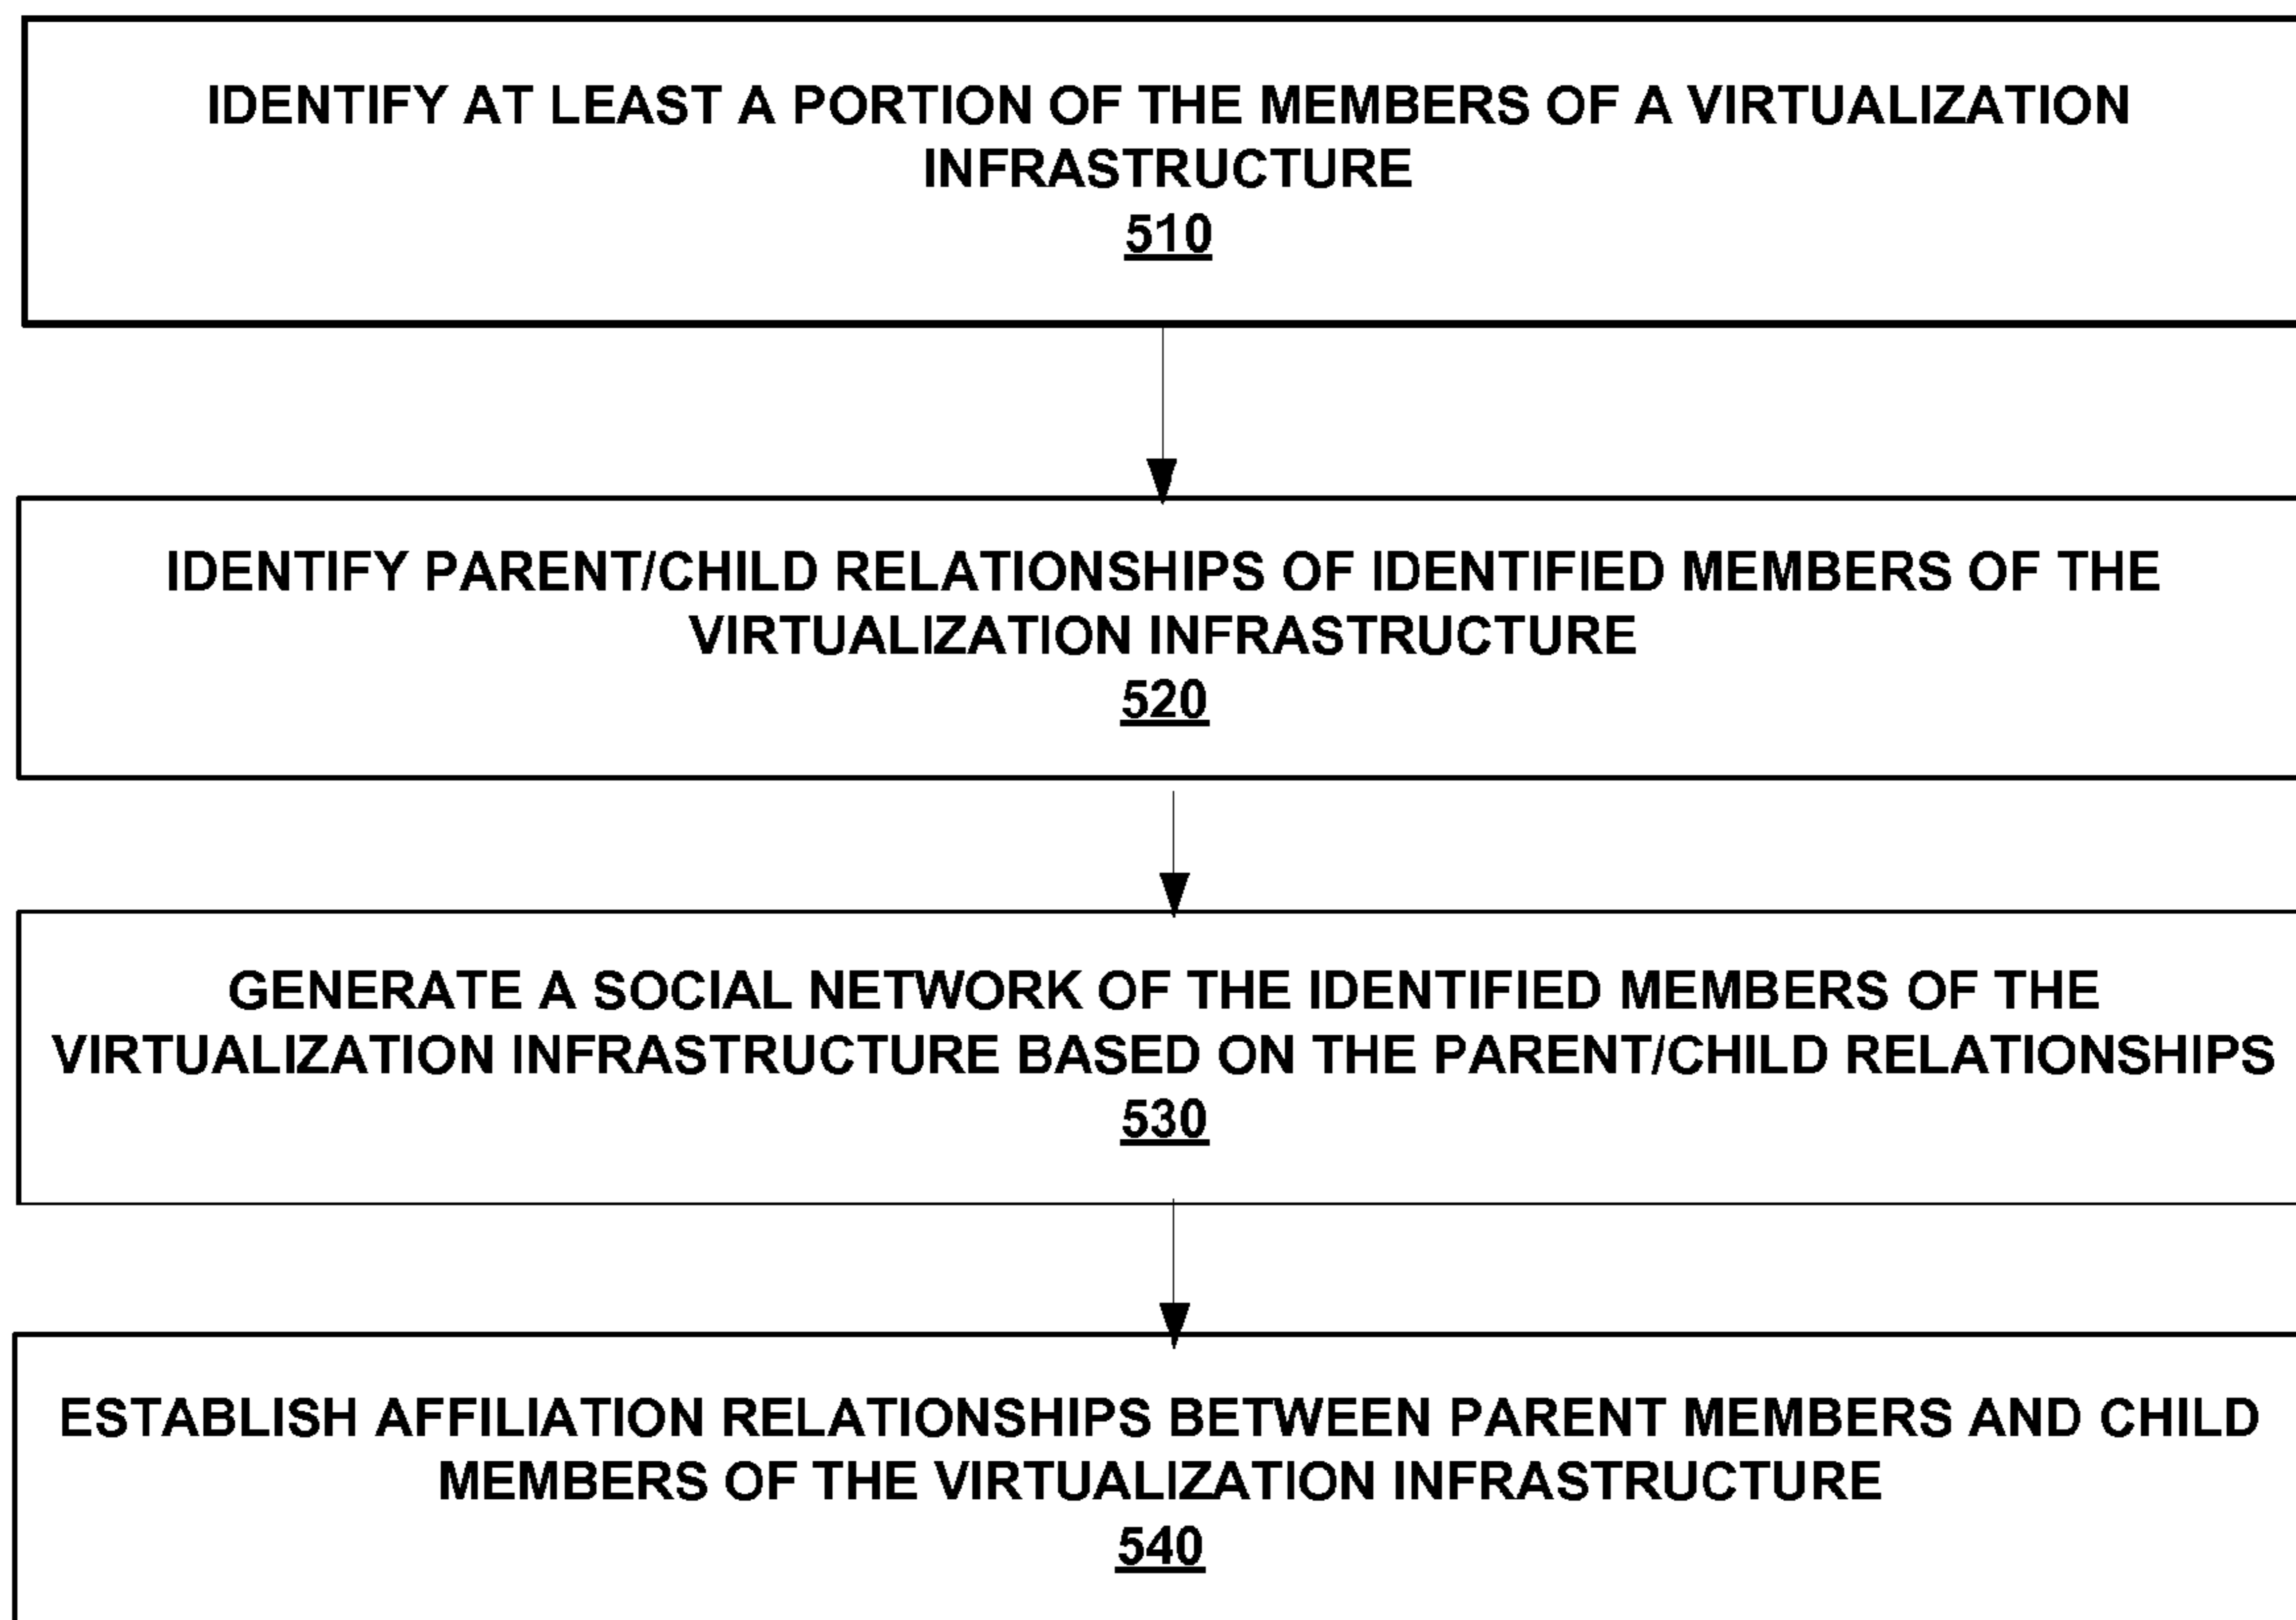 IDENTIFY AT LEAST A PORTION OF THE MEMBERS OF A VIRTUALIZATION
INFRASTRUCTURE
510
IDENTIFY PARENT/CHILD RELATIONSHIPS OF IDENTIFIED MEMBERS OF THE
VIRTUALIZATION INFRASTRUCTURE
520
GENERATE A SOCIAL NETWORK OF THE IDENTIFIED MEMBERS OF THE
VIRTUALIZATION INFRASTRUCTURE BASED ON THE PARENT/CHILD RELATIONSHIPS
530
ESTABLISH AFFILIATION RELATIONSHIPS BETWEEN PARENT MEMBERS AND CHILD
MEMBERS OF THE VIRTUALIZATION INFRASTRUCTURE
540